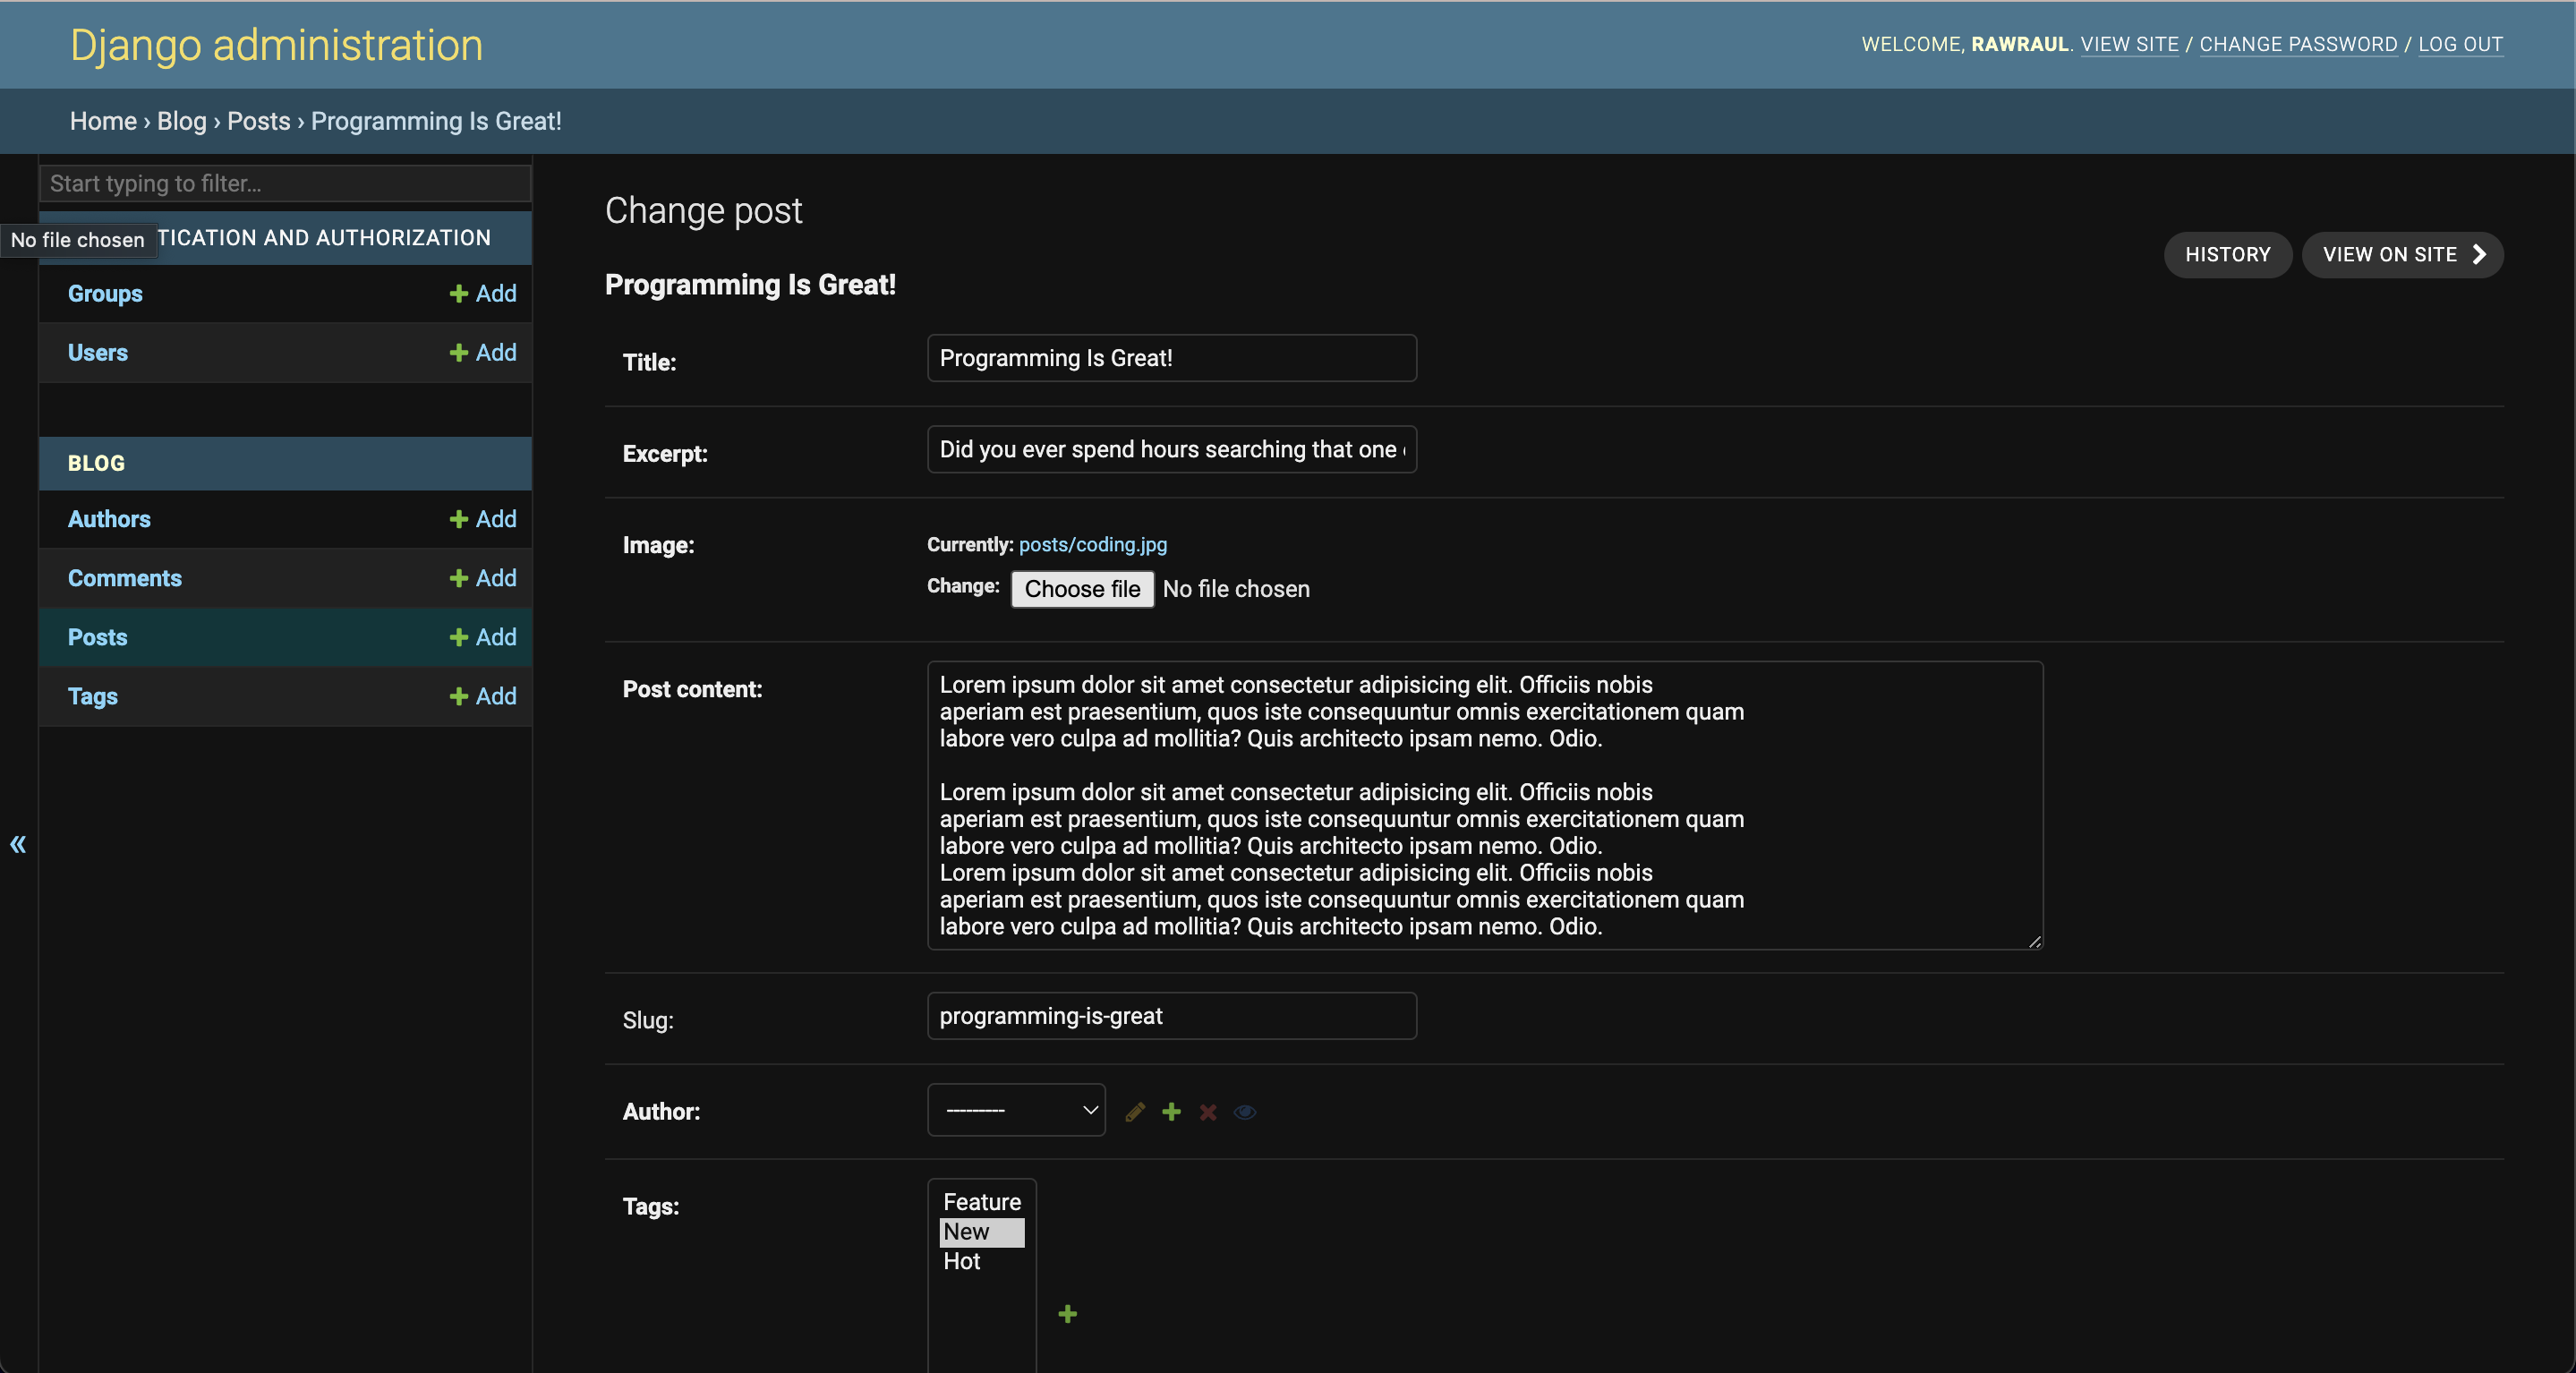 Django administration
WELCOME, RAWRAUL. VIEW SITE / CHANGE PASSWORD / LOG OUT
Home › Blog › Posts › Programming Is Great!
Start typing to filter...
No file chosen
TICATION AND AUTHORIZATION
Groups
Add
Users
Add
BLOG
Authors
Add
Comments
Add
Posts
Add
Tags
Add
«
Change post
HISTORY
VIEW ON SITE
Programming Is Great!
Title:
Programming Is Great!
Excerpt:
Did you ever spend hours searching that one
Image:
Currently: posts/coding.jpg
Change: Choose file No file chosen
Post content:
Lorem ipsum dolor sit amet consectetur adipisicing elit. Officiis nobis
aperiam est praesentium, quos iste consequuntur omnis exercitationem quam
labore vero culpa ad mollitia? Quis architecto ipsam nemo. Odio.
Lorem ipsum dolor sit amet consectetur adipisicing elit. Officiis nobis
aperiam est praesentium, quos iste consequuntur omnis exercitationem quam
labore vero culpa ad mollitia? Quis architecto ipsam nemo. Odio.
Lorem ipsum dolor sit amet consectetur adipisicing elit. Officiis nobis
aperiam est praesentium, quos iste consequuntur omnis exercitationem quam
labore vero culpa ad mollitia? Quis architecto ipsam nemo. Odio.
Slug:
programming-is-great
Author:
---------
Tags:
Feature
New
Hot